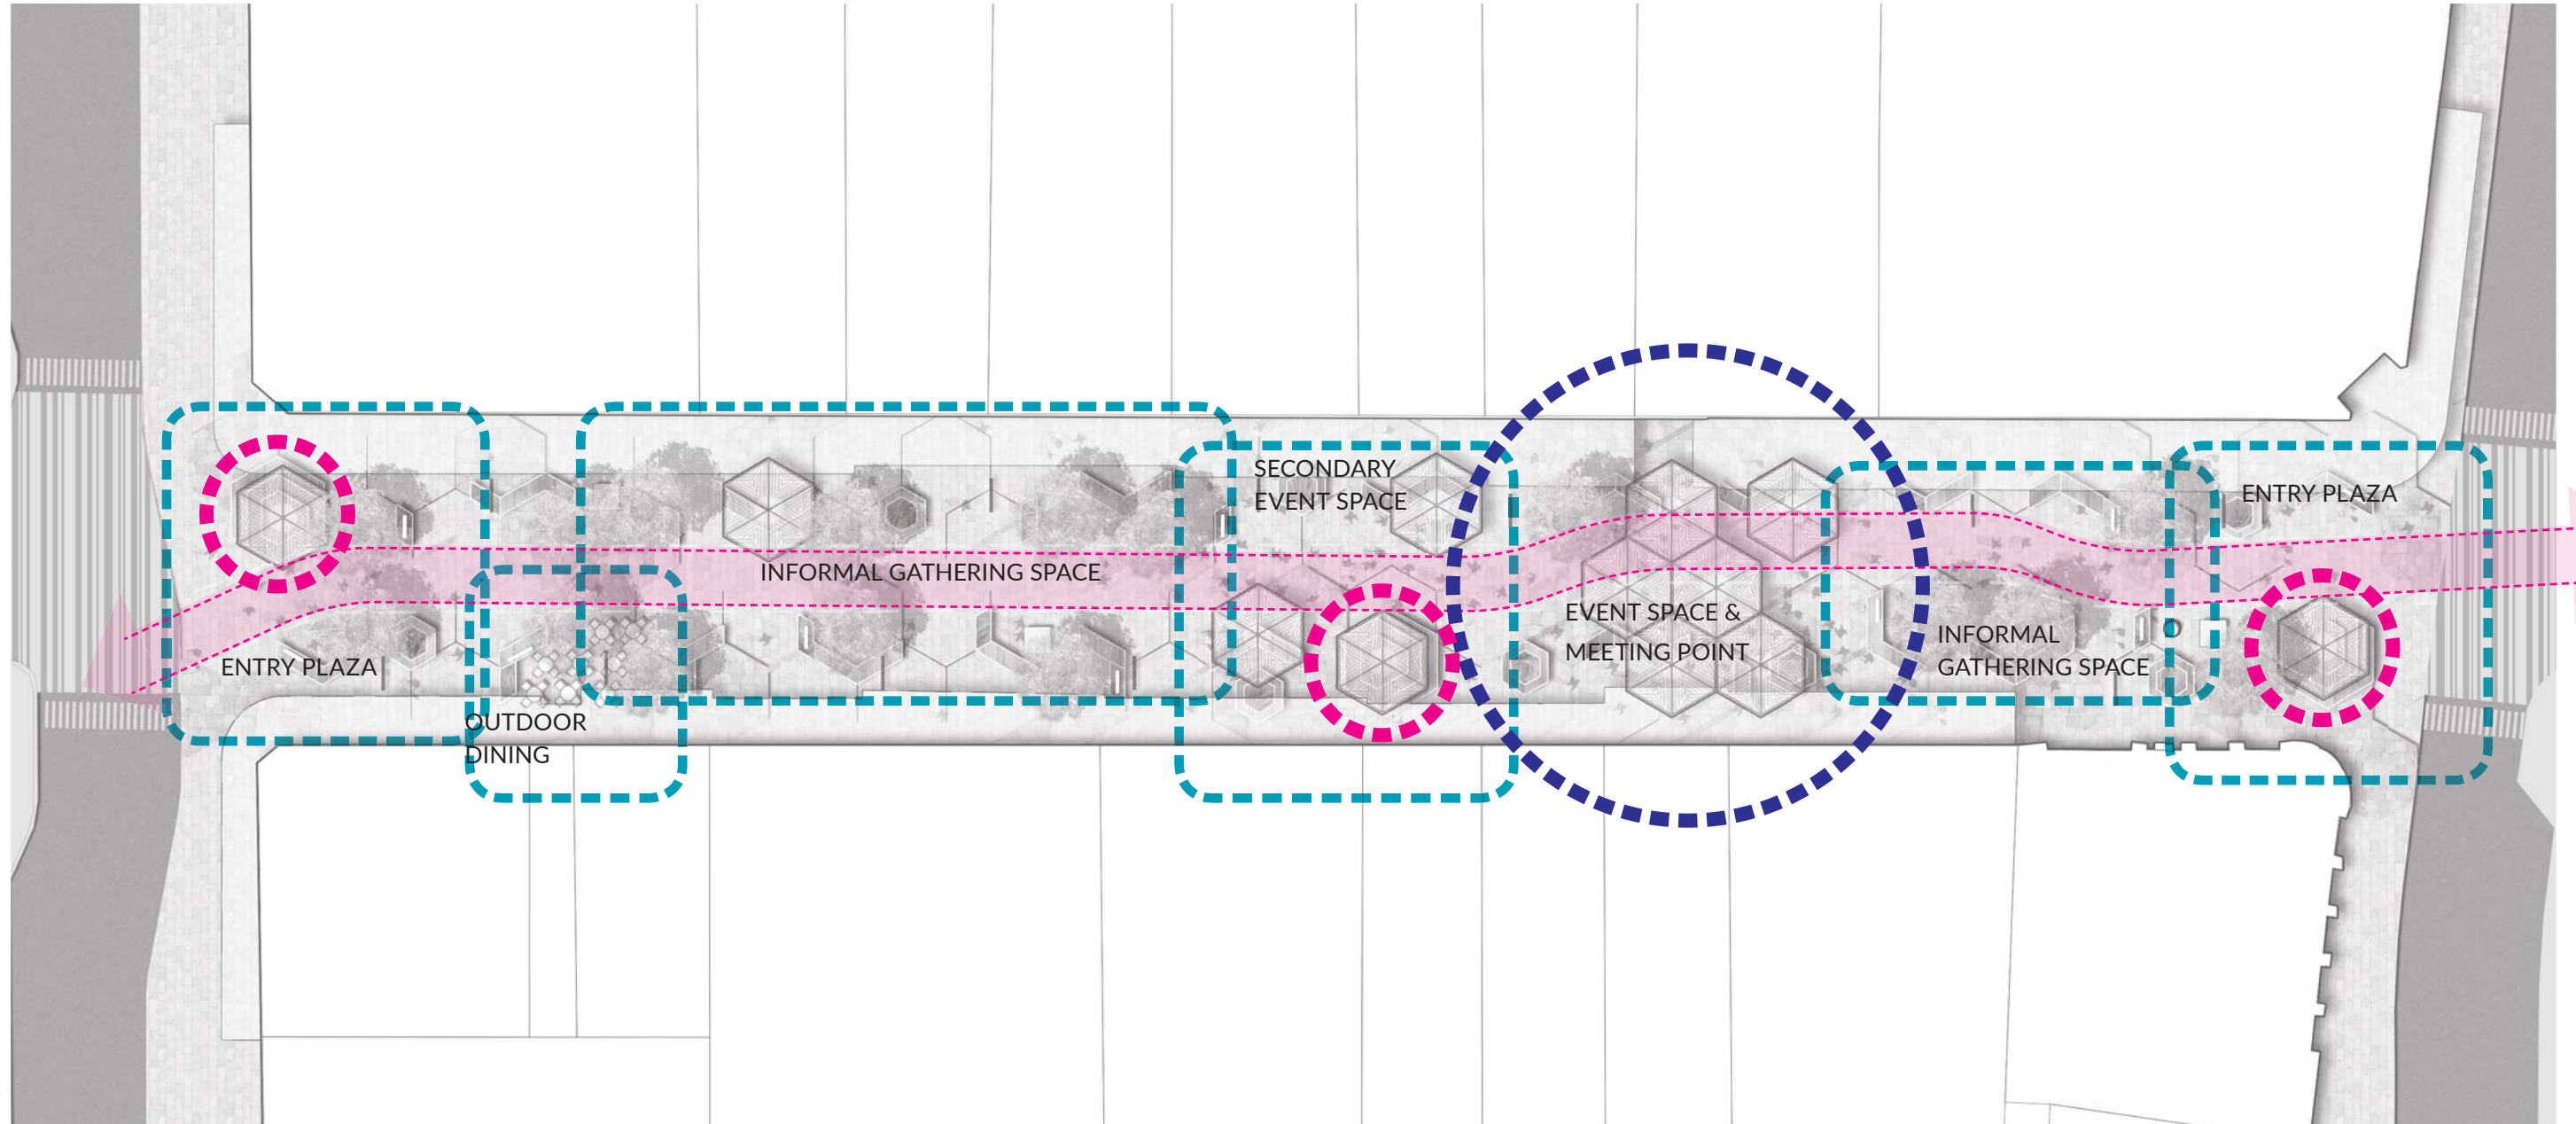 ENTRY PLAZA
OUTDOOR
DINING
INFORMAL GATHERING SPACE
SECONDARY
EVENT SPACE
EVENT SPACE &
MEETING POINT
INFORMAL
GATHERING SPACE
ENTRY PLAZA